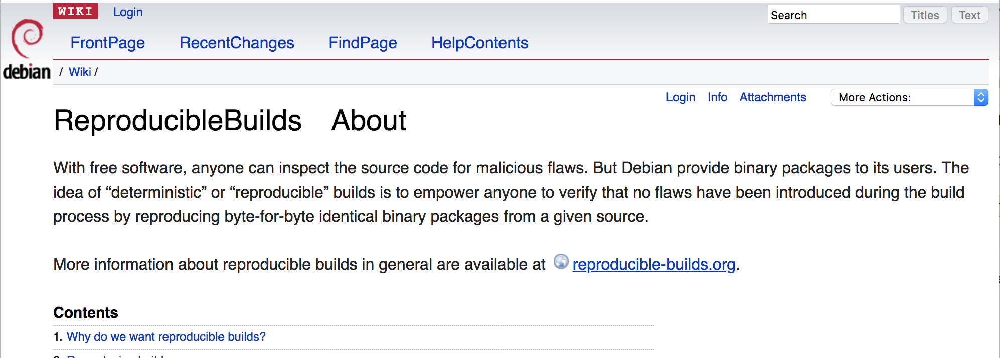 WIKI Login Search Titles Text
FrontPage RecentChanges FindPage HelpContents
debian / Wiki /
Login Info Attachments More Actions:
ReproducibleBuilds About
With free software, anyone can inspect the source code for malicious flaws. But Debian provide binary packages to its users. The
idea of “deterministic” or “reproducible” builds is to empower anyone to verify that no flaws have been introduced during the build
process by reproducing byte-for-byte identical binary packages from a given source.
More information about reproducible builds in general are available at reproducible-builds.org.
Contents
1. Why do we want reproducible builds?